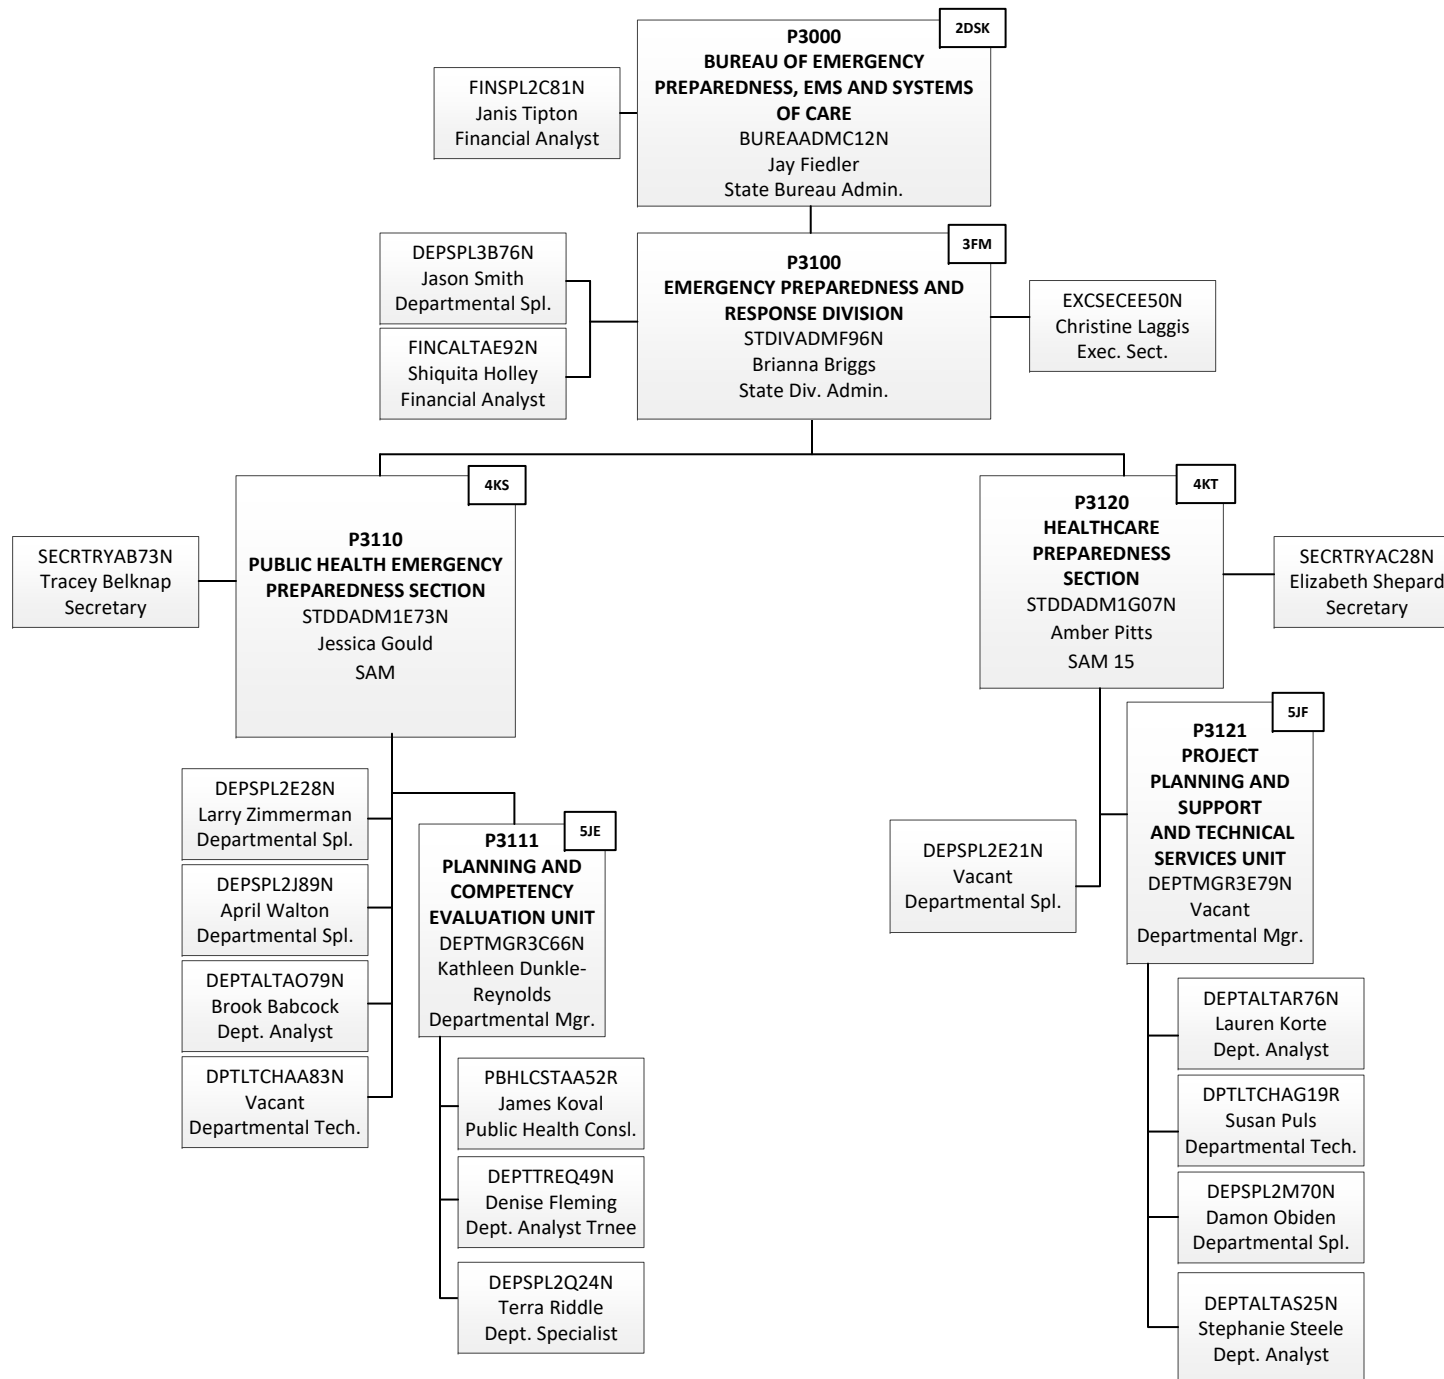 2DSK
P3000
BUREAU OF EMERGENCY
PREPAREDNESS, EMS AND SYSTEMS
OF CARE
BUREAADMC12N
Jay Fiedler
State Bureau Admin.
FINSPL2C81N
Janis Tipton
Financial Analyst
3FM
P3100
EMERGENCY PREPAREDNESS AND
RESPONSE DIVISION
STDIVADMF96N
Brianna Briggs
State Div. Admin.
DEPSPL3B76N
Jason Smith
Departmental Spl.
FINCALTAE92N
Shiquita Holley
Financial Analyst
EXCSECEE50N
Christine Laggis
Exec. Sect.
4KS
P3110
PUBLIC HEALTH EMERGENCY
PREPAREDNESS SECTION
STDDADM1E73N
Jessica Gould
SAM
SECRTRYAB73N
Tracey Belknap
Secretary
4KT
P3120
HEALTHCARE
PREPAREDNESS
SECTION
STDDADM1G07N
Amber Pitts
SAM 15
SECRTRYAC28N
Elizabeth Shepard
Secretary
DEPSPL2E28N
Larry Zimmerman
Departmental Spl.
DEPSPL2J89N
April Walton
Departmental Spl.
DEPTALTAO79N
Brook Babcock
Dept. Analyst
DPTLTCHAA83N
Vacant
Departmental Tech.
5JE
P3111
PLANNING AND
COMPETENCY
EVALUATION UNIT
DEPTMGR3C66N
Kathleen Dunkle-
Reynolds
Departmental Mgr.
PBHLCSTAA52R
James Koval
Public Health Consl.
DEPTTREQ49N
Denise Fleming
Dept. Analyst Trnee
DEPSPL2Q24N
Terra Riddle
Dept. Specialist
DEPSPL2E21N
Vacant
Departmental Spl.
5JF
P3121
PROJECT
PLANNING AND
SUPPORT
AND TECHNICAL
SERVICES UNIT
DEPTMGR3E79N
Vacant
Departmental Mgr.
DEPTALTAR76N
Lauren Korte
Dept. Analyst
DPTLTCHAG19R
Susan Puls
Departmental Tech.
DEPSPL2M70N
Damon Obiden
Departmental Spl.
DEPTALTAS25N
Stephanie Steele
Dept. Analyst